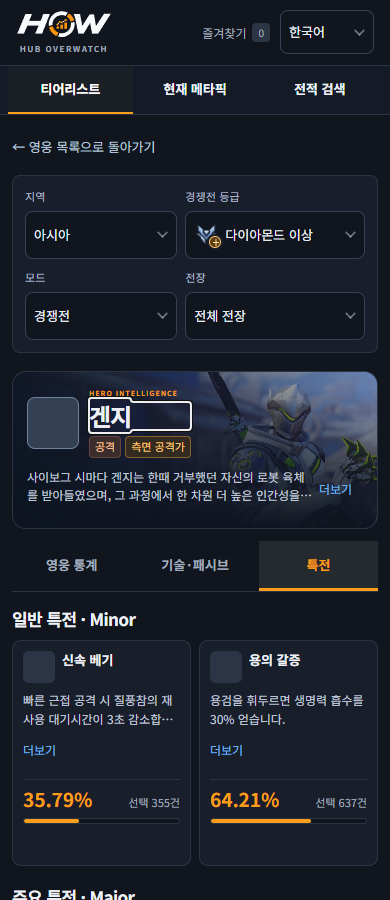 HOW
HUB OVERWATCH
즐겨찾기 0
한국어
티어리스트
현재 메타픽
전적 검색
← 영웅 목록으로 돌아가기
지역
경쟁전 등급
아시아
다이아몬드 이상
모드
전장
경쟁전
전체 전장
HERO INTELLIGENCE
겐지
공격
측면 공격가
사이보그 시마다 겐지는 한때 거부했던 자신의 로봇 육체
를 받아들였으며, 그 과정에서 한 차원 더 높은 인간성을…
더보기
영웅 통계
기술·패시브
특전
일반 특전 · Minor
신속 베기
빠른 근접 공격 시 질풍참의 재
사용 대기시간이 3초 감소합…
더보기
35.79%
선택 355건
용의 갈증
용검을 휘두르면 생명력 흡수를
30% 얻습니다.
더보기
64.21%
선택 637건
주요 특전 · Major